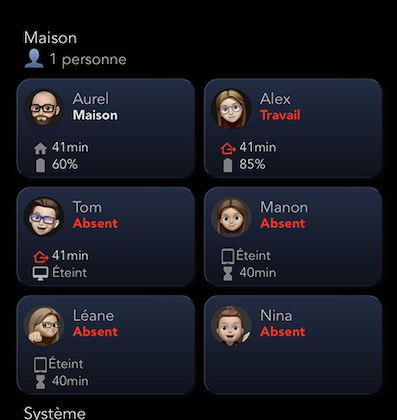 Maison
1 personne
Aurel
Maison
41min
60%
Alex
Travail
41min
85%
Tom
Absent
41min
Éteint
Manon
Absent
Éteint
40min
Léane
Absent
Éteint
40min
Nina
Absent
Système